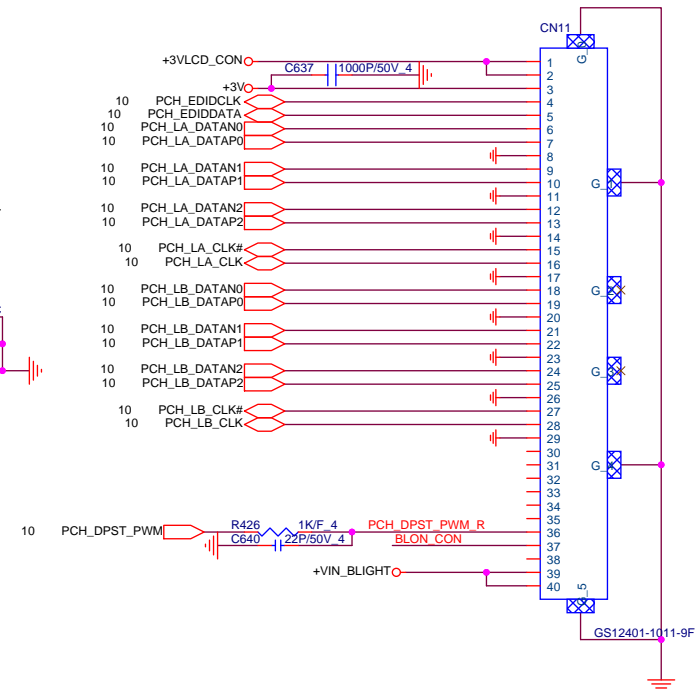 CN11
G_0
+3VLCD_CON 1
C637 1000P/50V_4 2
+3V 3
10 PCH_EDIDCLK 4
10 PCH_EDIDDATA 5
10 PCH_LA_DATAN0 6
10 PCH_LA_DATAP0 7
8
10 PCH_LA_DATAN1 9
10 PCH_LA_DATAP1 10 G_1
11
10 PCH_LA_DATAN2 12
10 PCH_LA_DATAP2 13
14
10 PCH_LA_CLK# 15
10 PCH_LA_CLK 16
17
10 PCH_LB_DATAN0 18 G_2
10 PCH_LB_DATAP0 19
20
10 PCH_LB_DATAN1 21
10 PCH_LB_DATAP1 22
23
10 PCH_LB_DATAN2 24 G_3
10 PCH_LB_DATAP2 25
26
10 PCH_LB_CLK# 27
10 PCH_LB_CLK 28
29
30
31 G_4
32
33
34
35
10 PCH_DPST_PWM R426 1K/F_4 PCH_DPST_PWM_R 36
C640 22P/50V_4 BLON_CON 37
38
+VIN_BLIGHT 39
40
G_5
GS12401-1011-9F